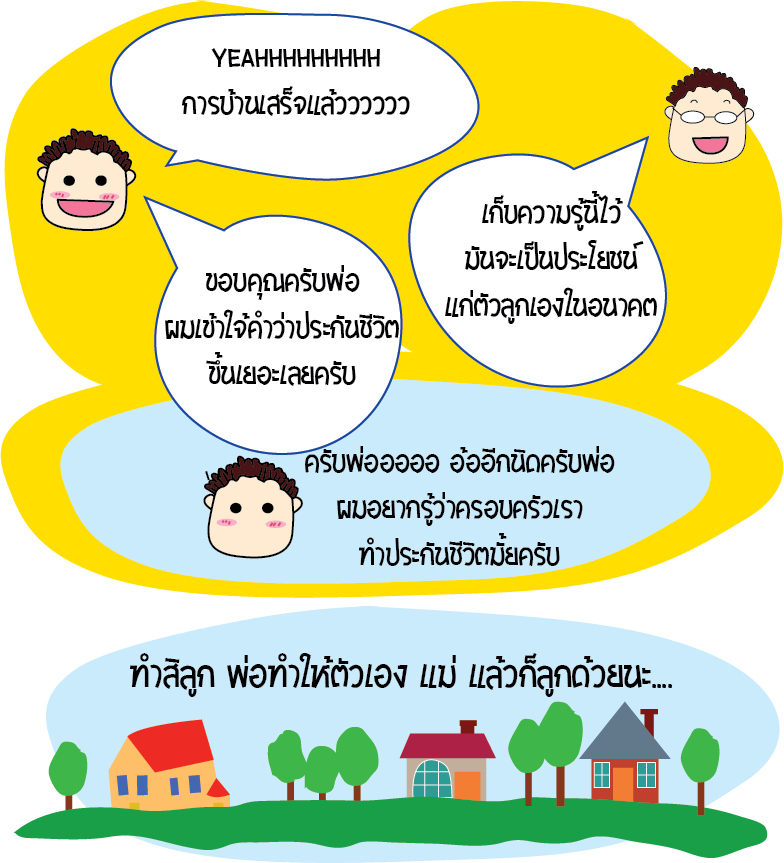 YEAHHHHHHHHHH
การบ้านเสร็จแล้วววววว
เก็บความรู้นี้ไว้
มันจะเป็นประโยชน์
แก่ตัวลูกเองในอนาคต
ขอบคุณครับพ่อ
ผมเข้าใจ้คำว่าประกันชีวิต
ขึ้นเยอะเลยครับ
ครับพ่อออออ อ้ออีกนิดครับพ่อ
ผมอยากรู้ว่าครอบครัวเรา
ทำประกันชีวิตมั้ยครับ
ทำสิลูก พ่อทำให้ตัวเอง แม่ แล้วก็ลูกด้วยนะ....